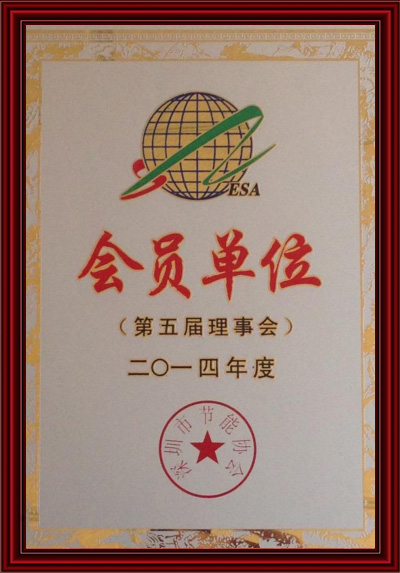 ESA
会员单位
（第五届理事会）
二〇一四年度
深圳市节能协会